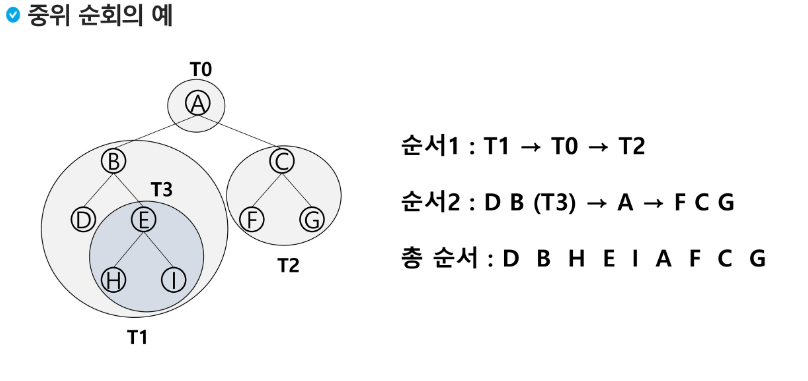 중위 순회의 예
T0
A
B
C
T3
D
E
F
G
H
I
T2
T1
순서1 : T1 → T0 → T2
순서2 : D B (T3) → A → F C G
총 순서 : D B H E I A F C G